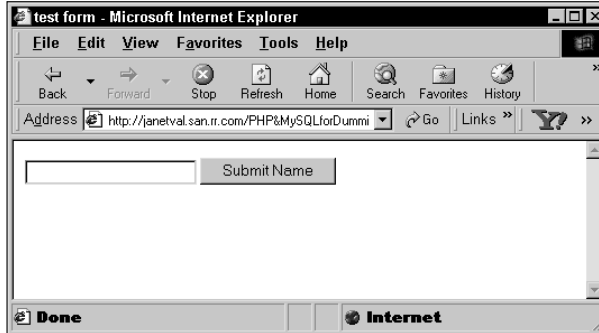 test form - Microsoft Internet Explorer
File Edit View Favorites Tools Help
Back Forward Stop Refresh Home Search Favorites History »
Address http://janetval.san.rr.com/PHP&MySQLforDummi Go Links » Y? »
Submit Name
Done Internet